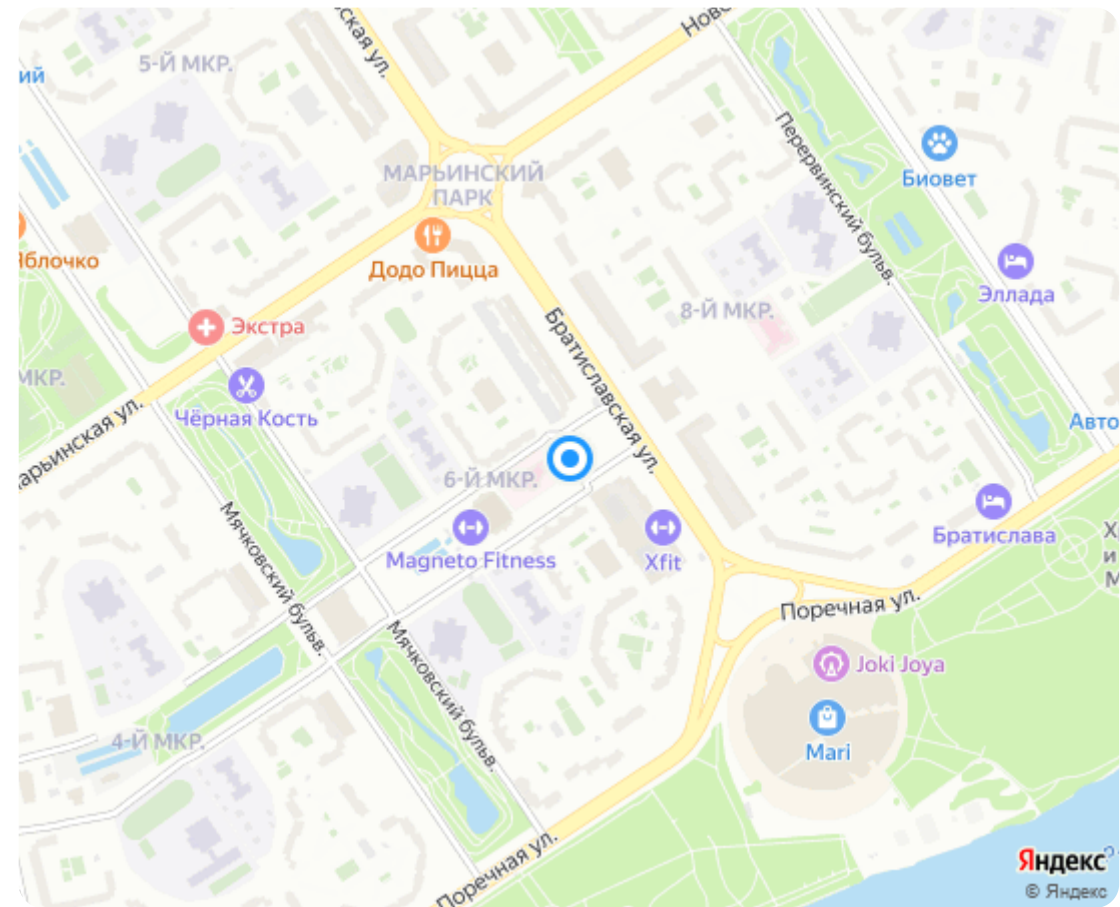 ская ул.
Ново
5-Й МКР.
ий
Перервинский бульв.
Биовет
МАРЬИНСКИЙ
ПАРК
Додо Пицца
Яблочко
Эллада
Экстра
8-Й МКР.
Братиславская ул.
МКР.
Чёрная Кость
Марьинская ул.
Авто
6-Й МКР.
Мячковский бульв.
Magneto Fitness
Xfit
Братислава
Х
и
М
Поречная ул.
Мячковский бульв.
Joki Joya
4-Й МКР.
Mari
Поречная ул.
Яндекс
© Яндекс